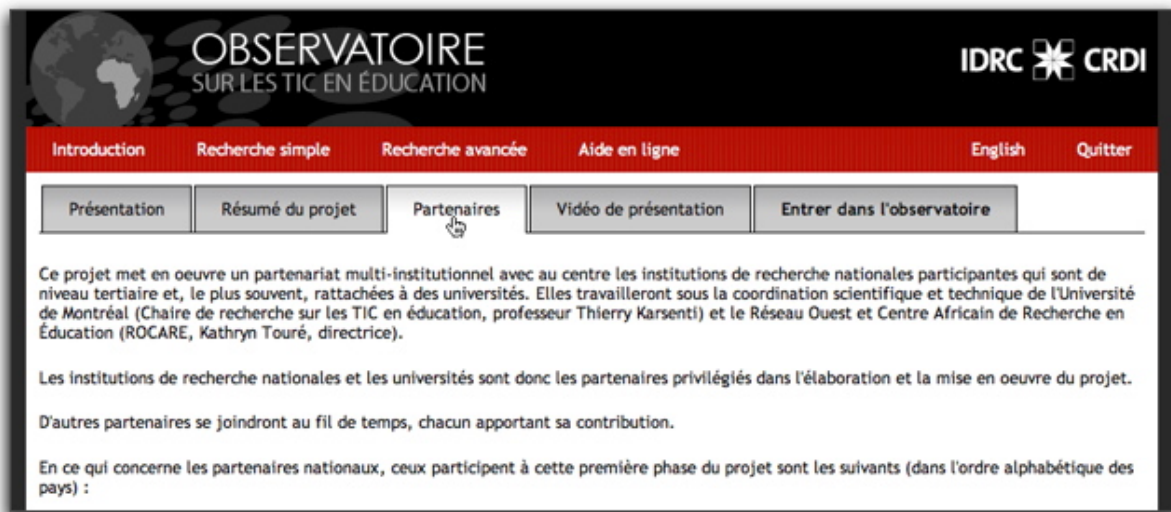 OBSERVATOIRE
SUR LES TIC EN ÉDUCATION
IDRC CRDI
Introduction Recherche simple Recherche avancée Aide en ligne English Quitter
Présentation Résumé du projet Partenaires Vidéo de présentation Entrer dans l'observatoire
Ce projet met en oeuvre un partenariat multi-institutionnel avec au centre les institutions de recherche nationales participantes qui sont de
niveau tertiaire et, le plus souvent, rattachées à des universités. Elles travailleront sous la coordination scientifique et technique de l'Université
de Montréal (Chaire de recherche sur les TIC en éducation, professeur Thierry Karsenti) et le Réseau Ouest et Centre Africain de Recherche en
Éducation (ROCARE, Kathryn Touré, directrice).
Les institutions de recherche nationales et les universités sont donc les partenaires privilégiés dans l'élaboration et la mise en oeuvre du projet.
D'autres partenaires se joindront au fil de temps, chacun apportant sa contribution.
En ce qui concerne les partenaires nationaux, ceux participent à cette première phase du projet sont les suivants (dans l'ordre alphabétique des
pays) :